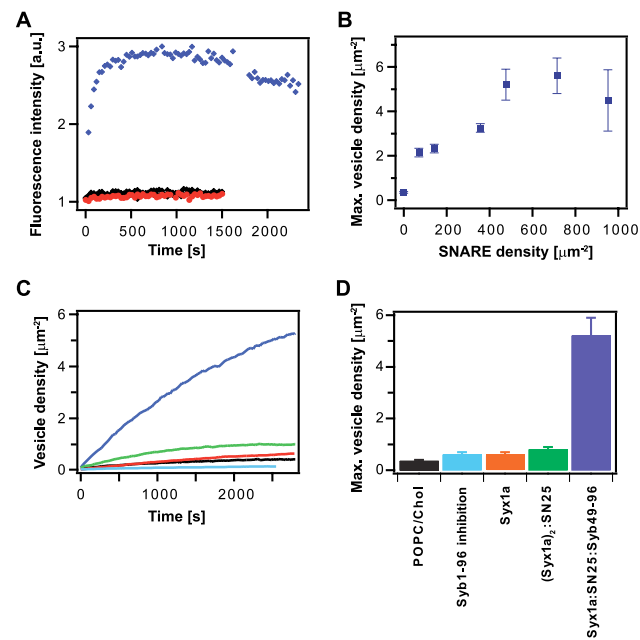 A
Fluorescence intensity [a.u.]
3
2
1
0 500 1000 1500 2000
Time [s]
B
Max. vesicle density [µm-2]
6
4
2
0
0 200 400 600 800 1000
SNARE density [µm-2]
C
Vesicle density [µm-2]
6
4
2
0
0 1000 2000
Time [s]
D
Max. vesicle density [µm-2]
6
4
2
0
POPC/Chol
Syb1-96 inhibition
Syx1a
(Syx1a)2:SN25
Syx1a:SN25:Syb49-96